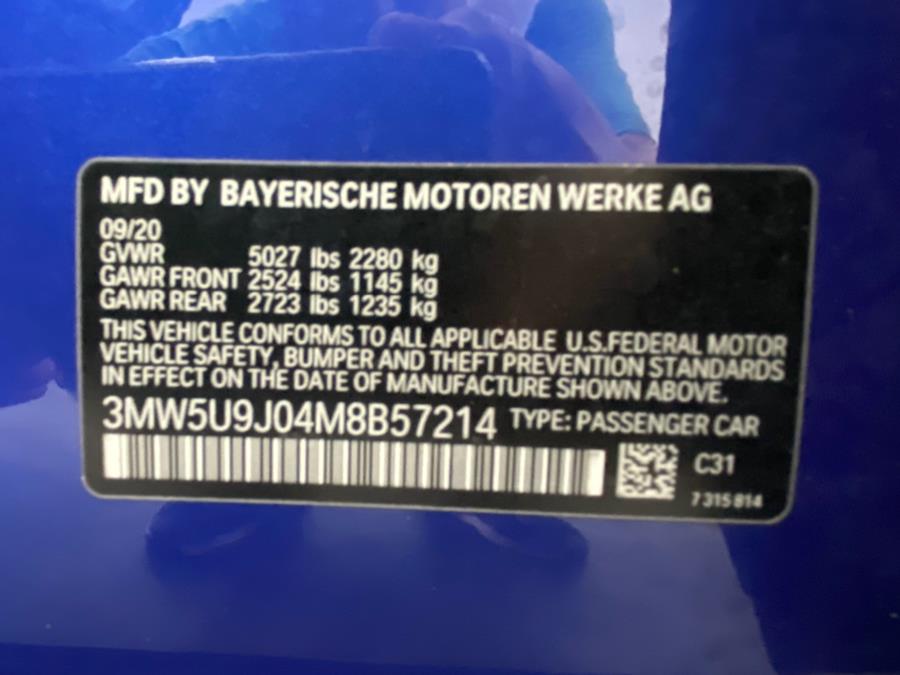 MFD BY BAYERISCHE MOTOREN WERKE AG
09/20
GVWR 5027 lbs 2280 kg
GAWR FRONT 2524 lbs 1145 kg
GAWR REAR 2723 lbs 1235 kg
THIS VEHICLE CONFORMS TO ALL APPLICABLE U.S.FEDERAL MOTOR
VEHICLE SAFETY, BUMPER AND THEFT PREVENTION STANDARDS
IN EFFECT ON THE DATE OF MANUFACTURE SHOWN ABOVE.
3MW5U9J04M8B57214 TYPE: PASSENGER CAR
C31
7 315 814